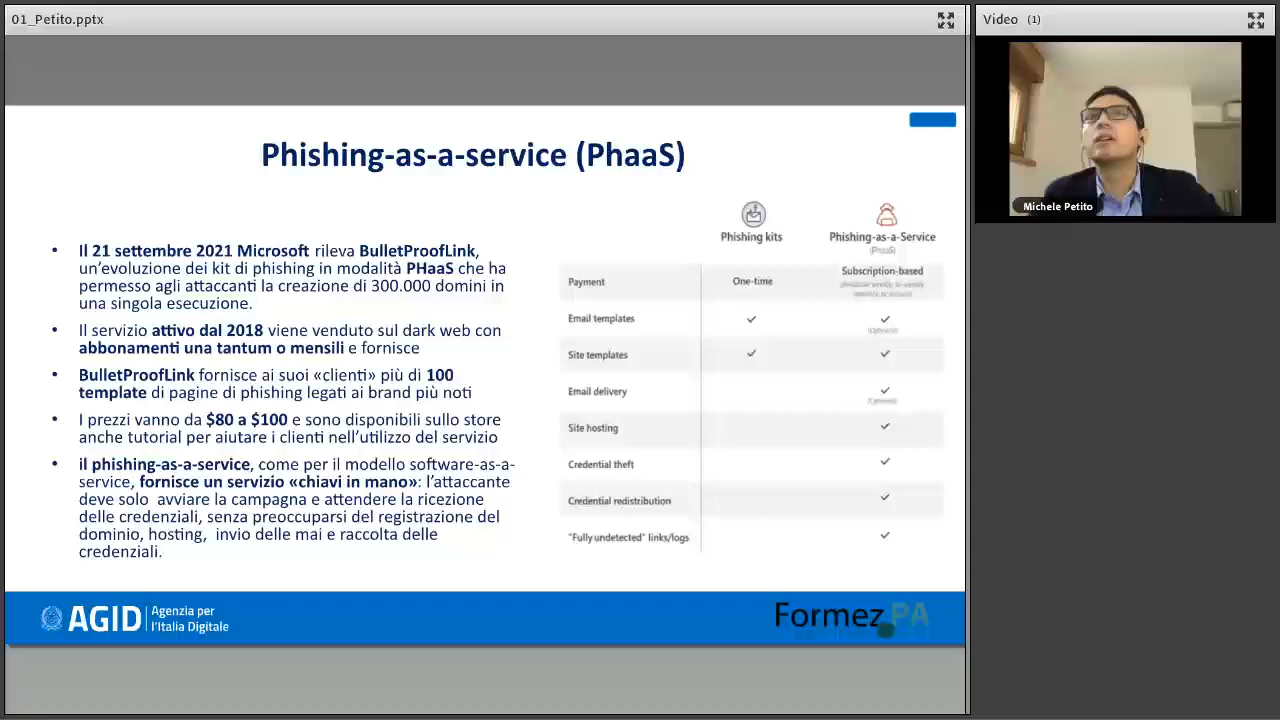 01_Petito.pptx
Video (1)
Michele Petito
Phishing-as-a-service (PhaaS)
• Il 21 settembre 2021 Microsoft rileva BulletProofLink,
un'evoluzione dei kit di phishing in modalità PHaaS che ha
permesso agli attaccanti la creazione di 300.000 domini in
una singola esecuzione.
• Il servizio attivo dal 2018 viene venduto sul dark web con
abbonamenti una tantum o mensili e fornisce
• BulletProofLink fornisce ai suoi «clienti» più di 100
template di pagine di phishing legati ai brand più noti
• I prezzi vanno da $80 a $100 e sono disponibili sullo store
anche tutorial per aiutare i clienti nell'utilizzo del servizio
• il phishing-as-a-service, come per il modello software-as-a-
service, fornisce un servizio «chiavi in mano»: l'attaccante
deve solo avviare la campagna e attendere la ricezione
delle credenziali, senza preoccuparsi del registrazione del
dominio, hosting, invio delle mai e raccolta delle
credenziali.
Phishing kits Phishing-as-a-Service
(PhaaS)
Payment One-time Subscription-based
Email templates ✓ ✓
(Optional)
Site templates ✓ ✓
Email delivery ✓
(Optional)
Site hosting ✓
Credential theft ✓
Credential redistribution ✓
"Fully undetected" links/logs ✓
AGID Agenzia per
l'Italia Digitale
Formez PA